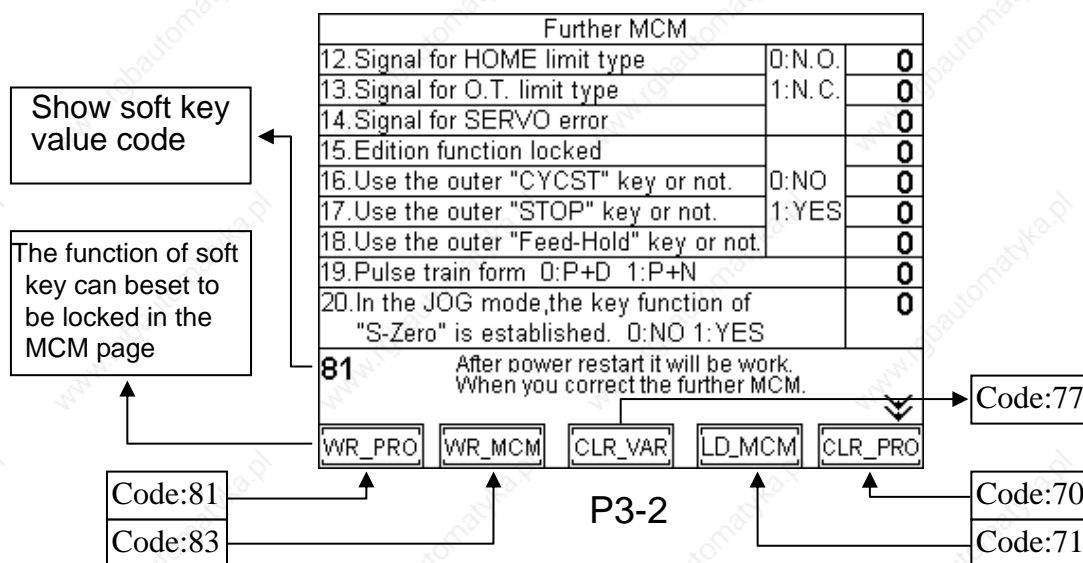 Further MCM
12.Signal for HOME limit type 0:N.O. 0
13.Signal for O.T. limit type 1:N.C. 0
14.Signal for SERVO error 0
15.Edition function locked 0
16.Use the outer "CYCST" key or not. 0:NO 0
17.Use the outer "STOP" key or not. 1:YES 0
18.Use the outer "Feed-Hold" key or not. 0
19.Pulse train form 0:P+D 1:P+N 0
20.In the JOG mode,the key function of 0
"S-Zero" is established. 0:NO 1:YES
81 After power restart it will be work.
When you correct the further MCM.
WR_PRO WR_MCM CLR_VAR LD_MCM CLR_PRO
Show soft key
value code
The function of soft
key can beset to
be locked in the
MCM page
Code:77
Code:81
Code:83
P3-2
Code:70
Code:71
www.rgbautomatyka.pl